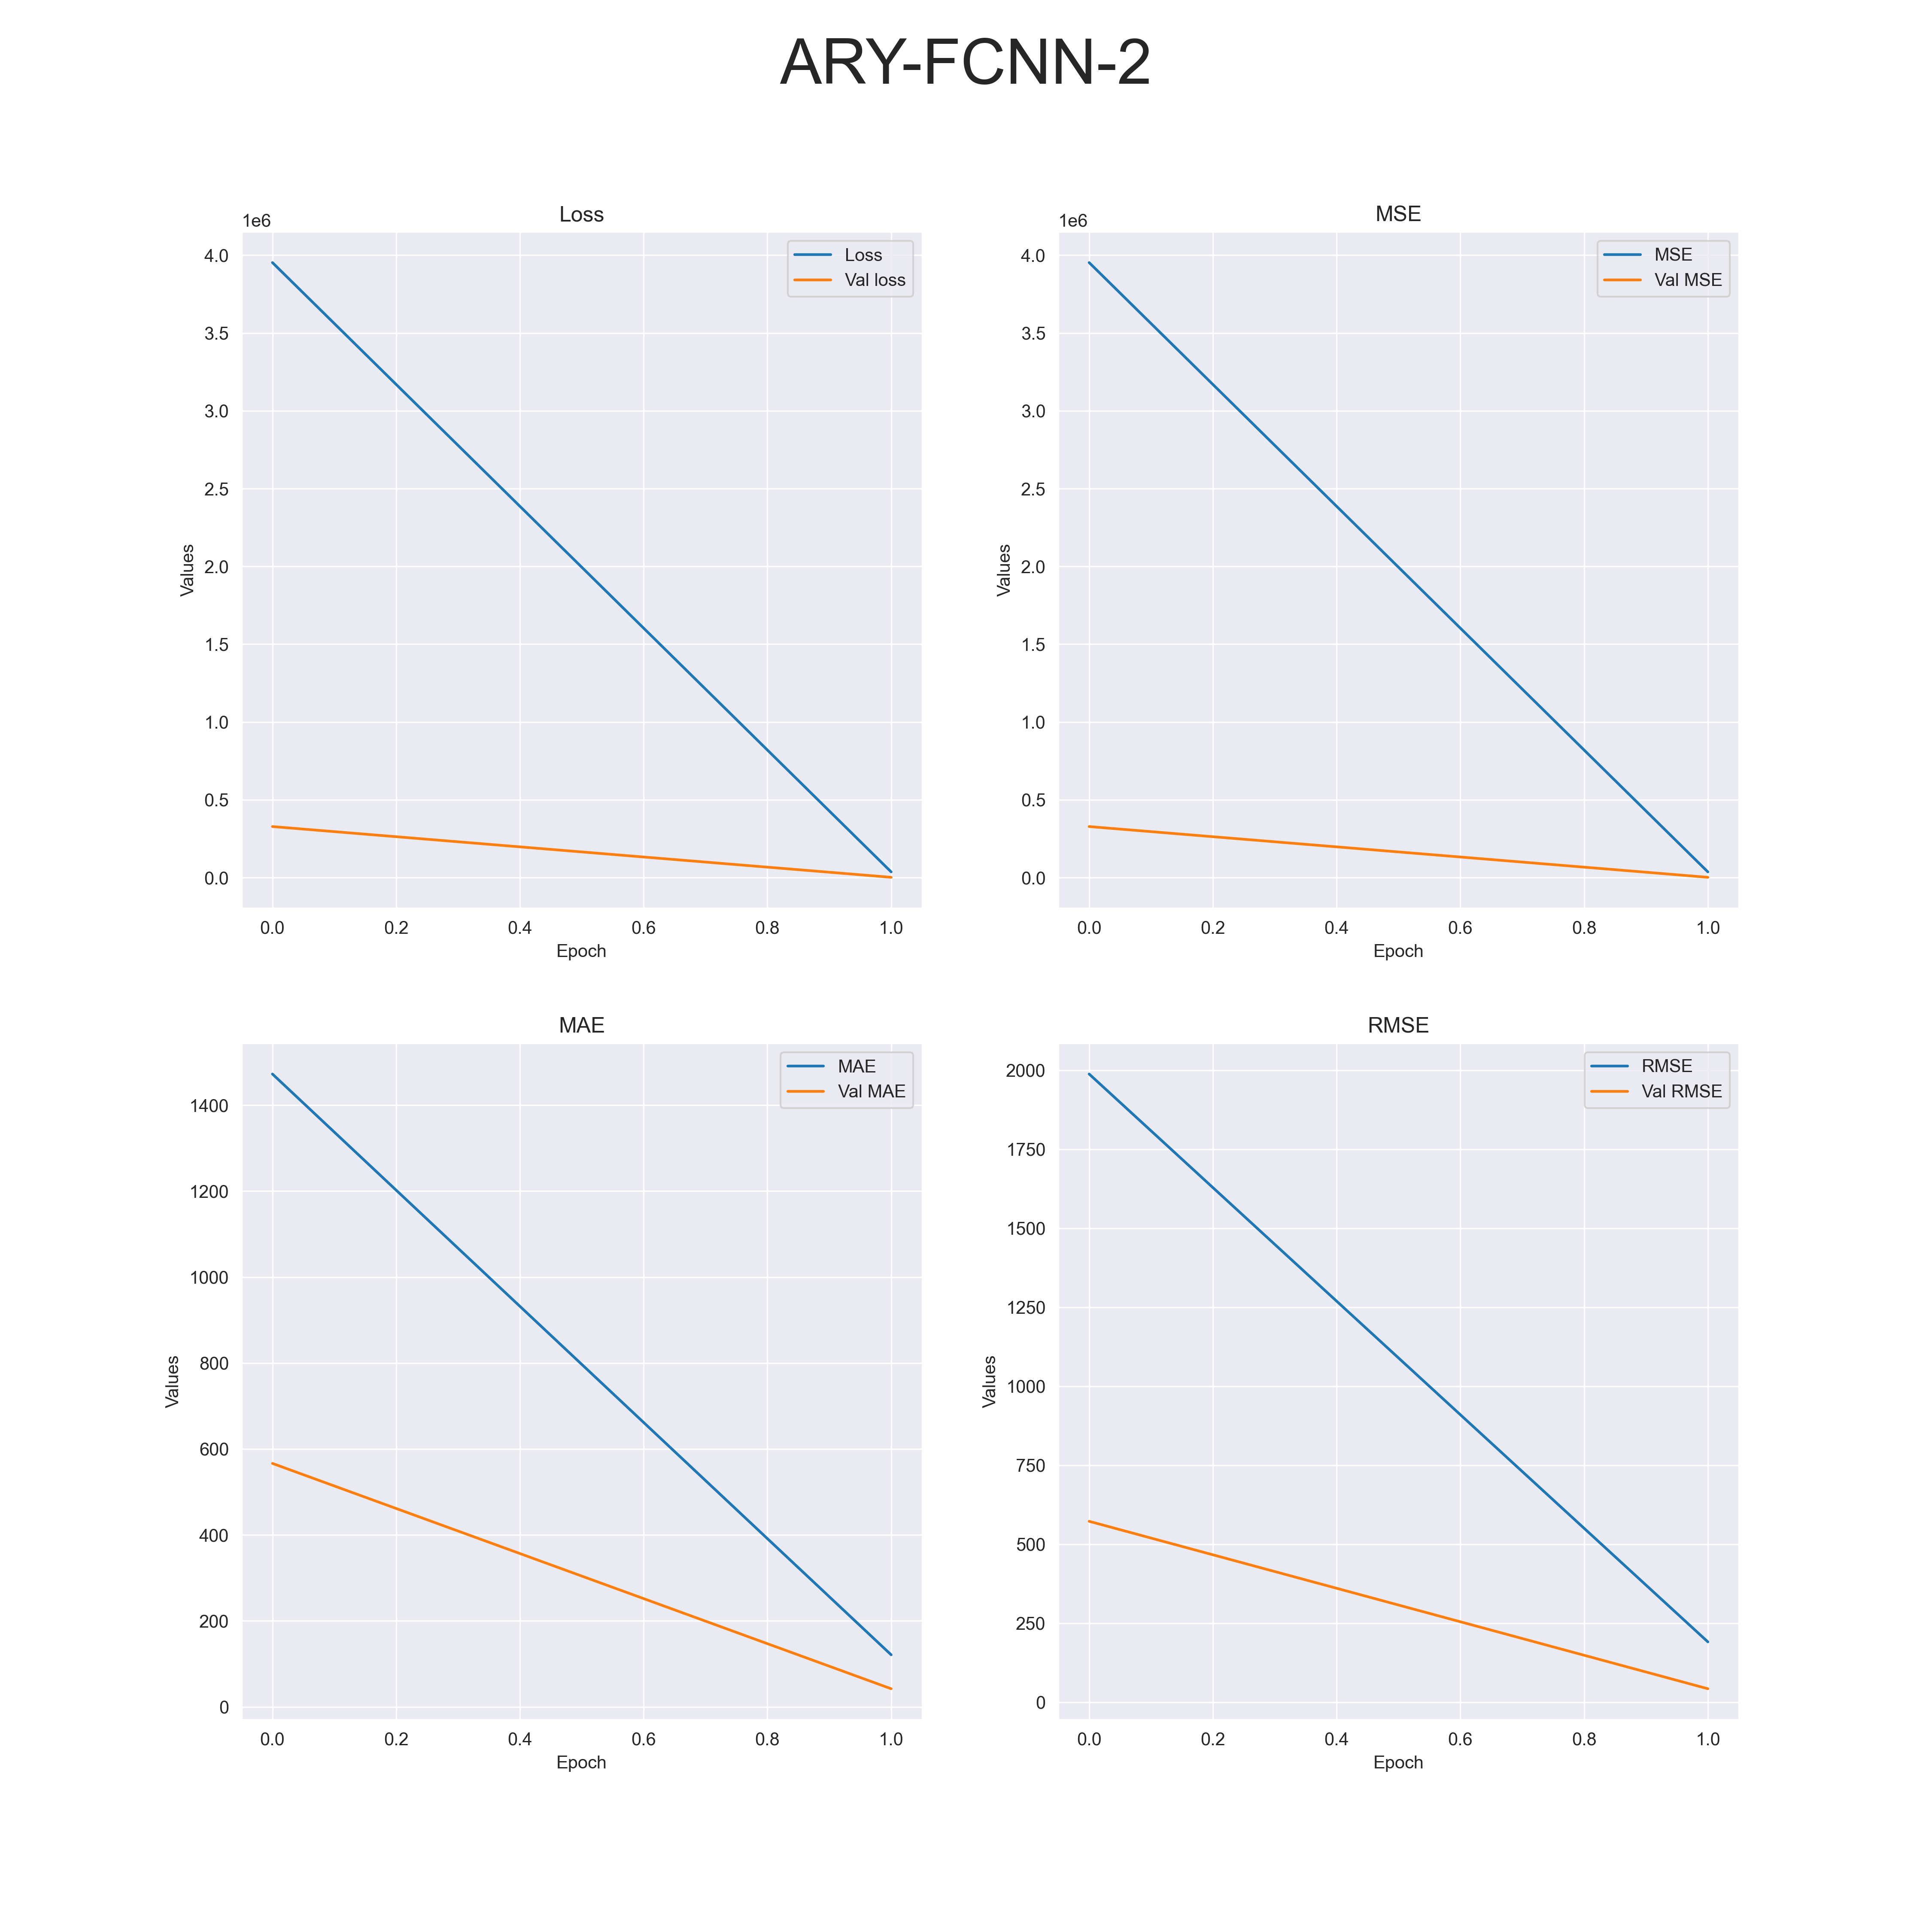 ARY-FCNN-2
Loss
1e6
Loss
Val loss
4.0
3.5
3.0
2.5
2.0
1.5
1.0
0.5
0.0
Values
0.0 0.2 0.4 0.6 0.8 1.0
Epoch
MSE
1e6
MSE
Val MSE
4.0
3.5
3.0
2.5
2.0
1.5
1.0
0.5
0.0
Values
0.0 0.2 0.4 0.6 0.8 1.0
Epoch
MAE
MAE
Val MAE
1400
1200
1000
800
600
400
200
0
Values
0.0 0.2 0.4 0.6 0.8 1.0
Epoch
RMSE
RMSE
Val RMSE
2000
1750
1500
1250
1000
750
500
250
0
Values
0.0 0.2 0.4 0.6 0.8 1.0
Epoch